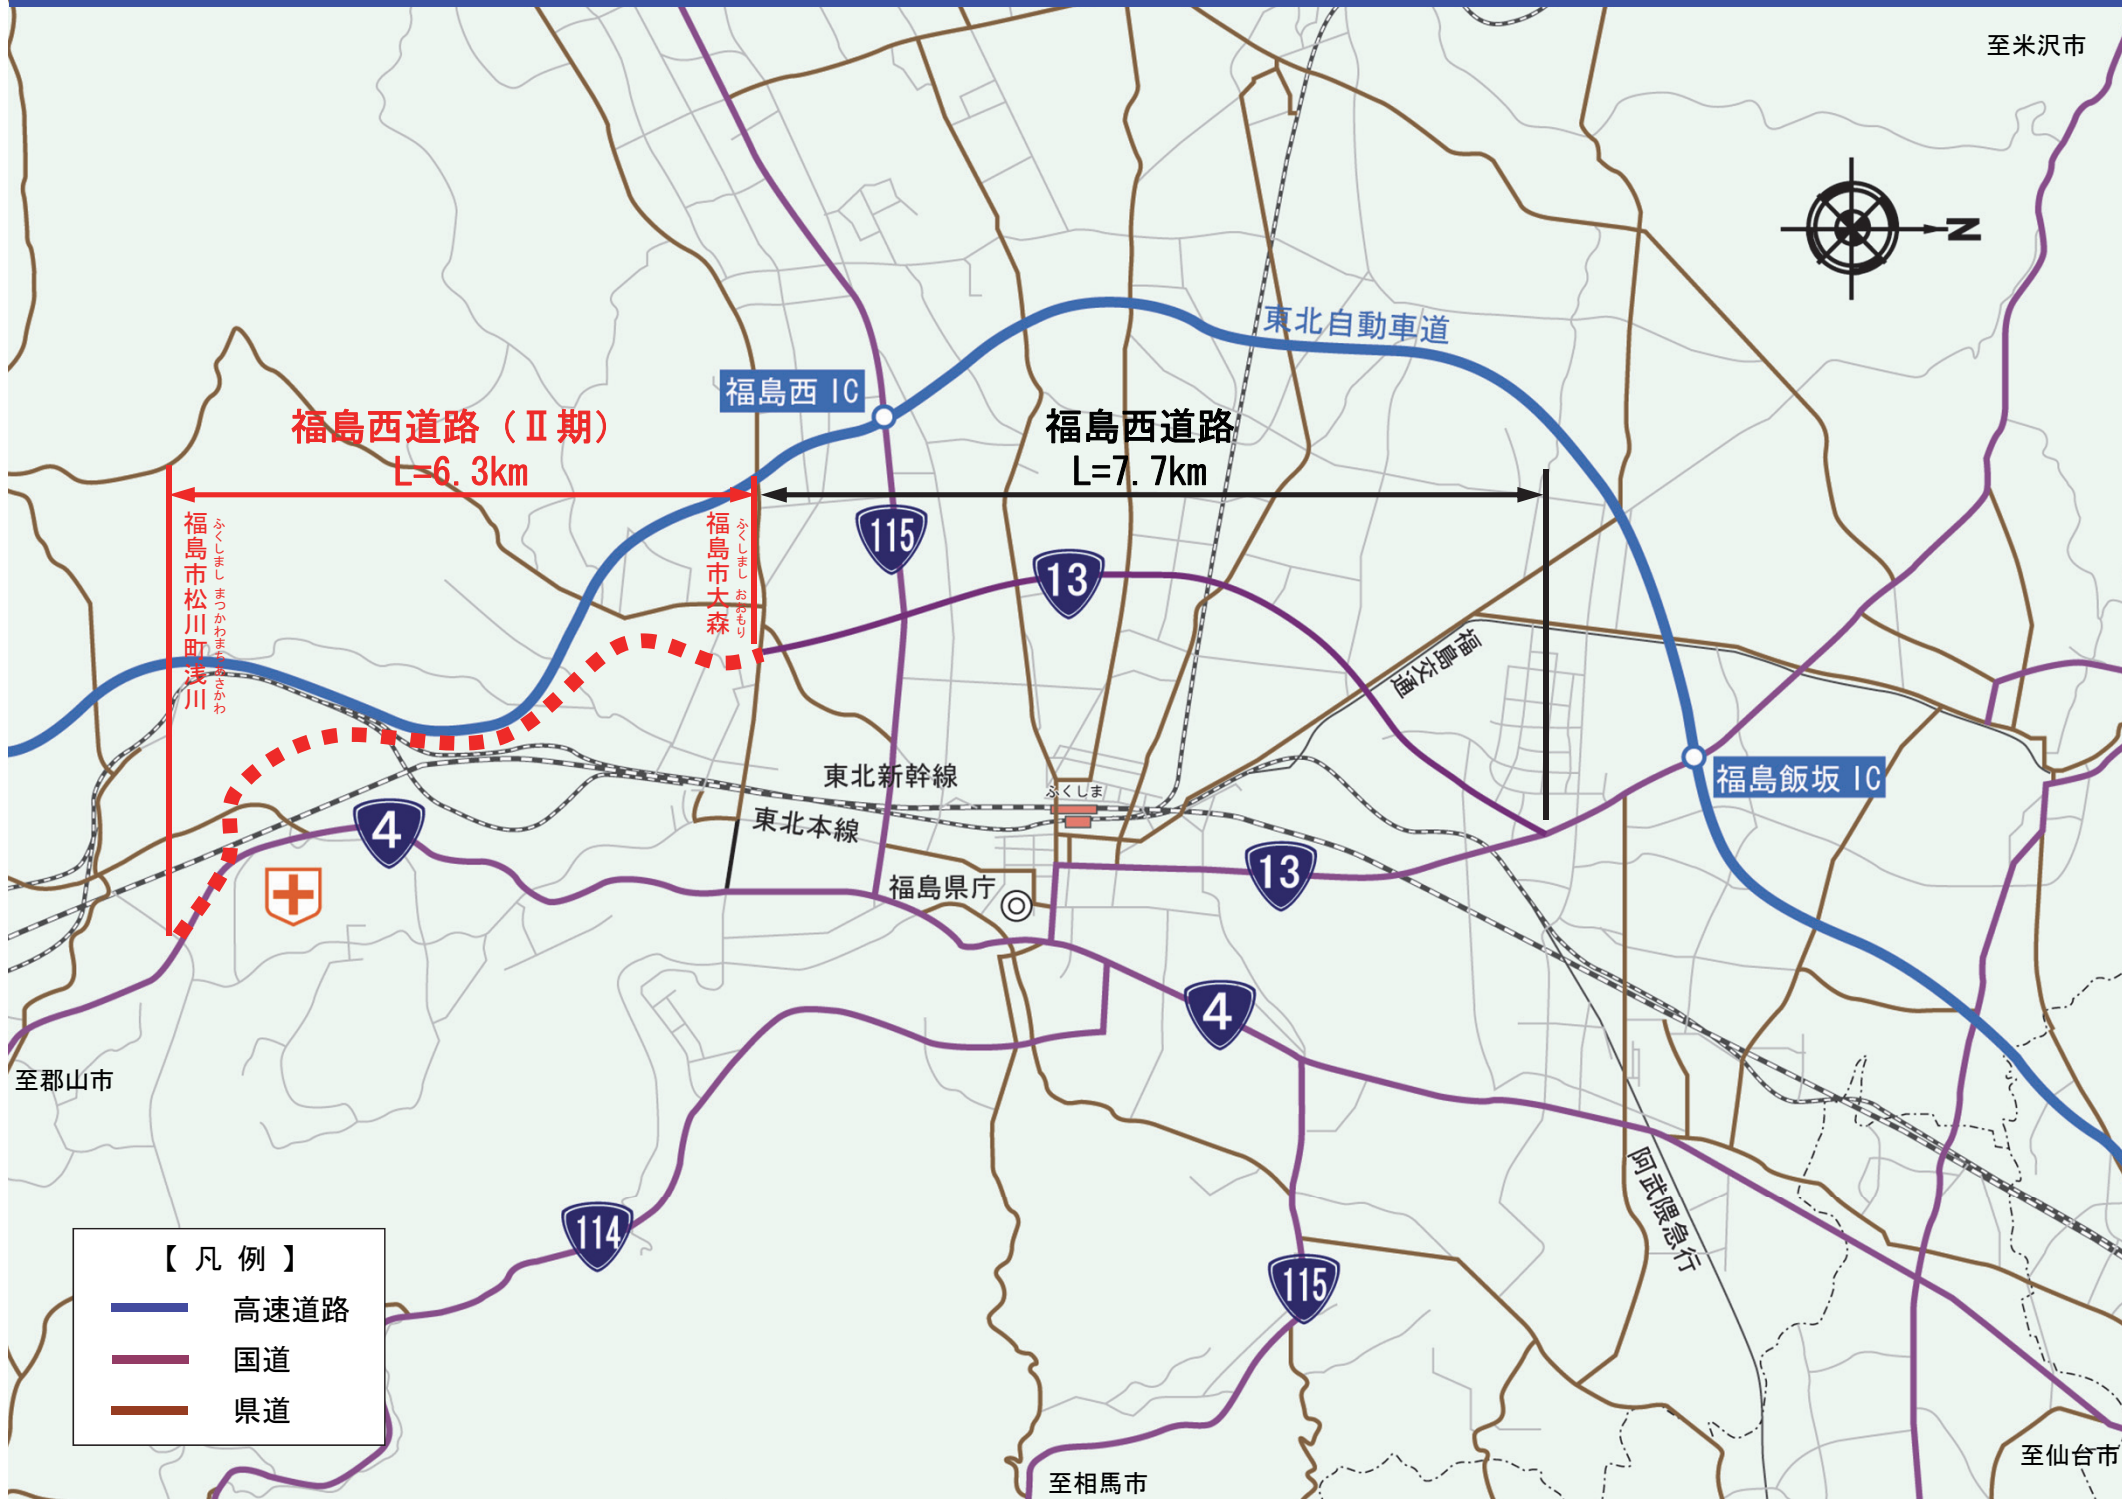 至米沢市
N
東北自動車道
福島西 IC
福島西道路（Ⅱ期）
L=6.3km
福島西道路
L=7.7km
福島市松川町浅川
ふくしまし まつかわまちあさかわ
福島市大森
ふくしまし おおもり
115
13
福島交通
東北新幹線
ふくしま
福島飯坂 IC
東北本線
4
13
福島県庁
4
至郡山市
阿武隈急行
114
115
【 凡 例 】
高速道路
国道
県道
至相馬市
至仙台市